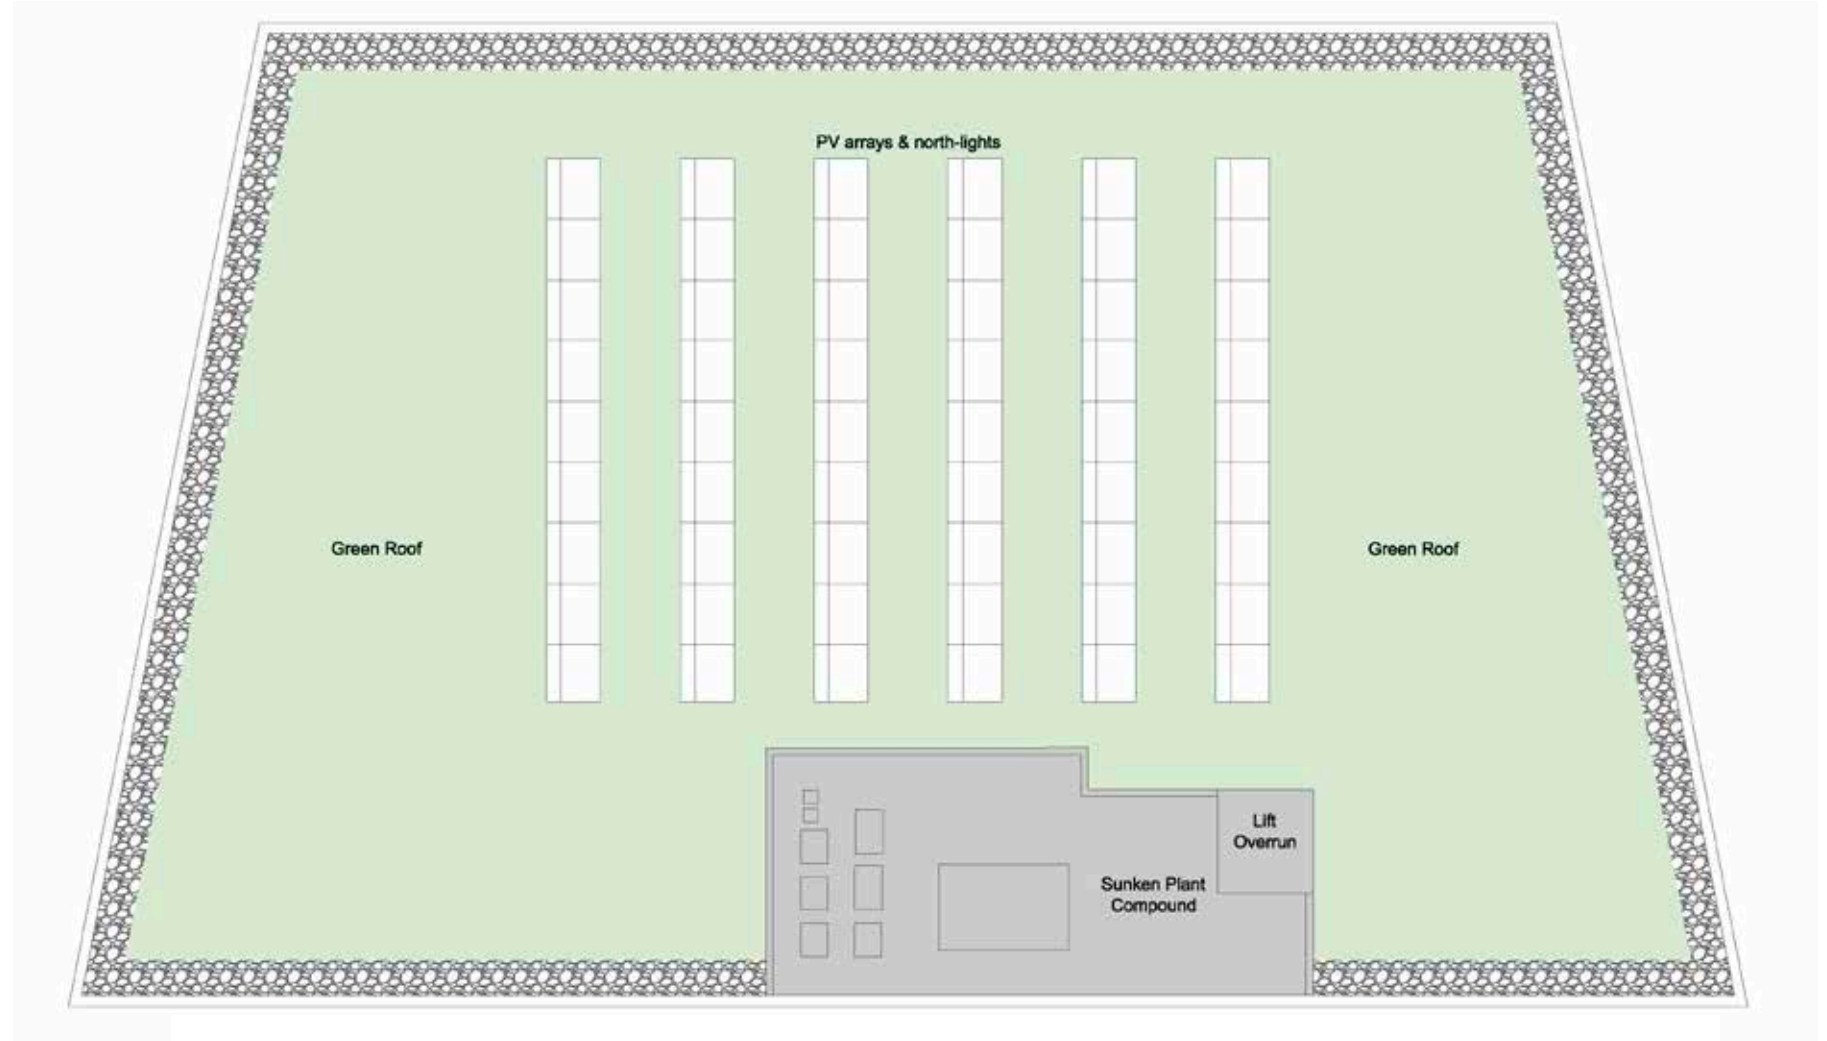 PV arrays & north-lights
Green Roof
Green Roof
Lift
Overrun
Sunken Plant
Compound